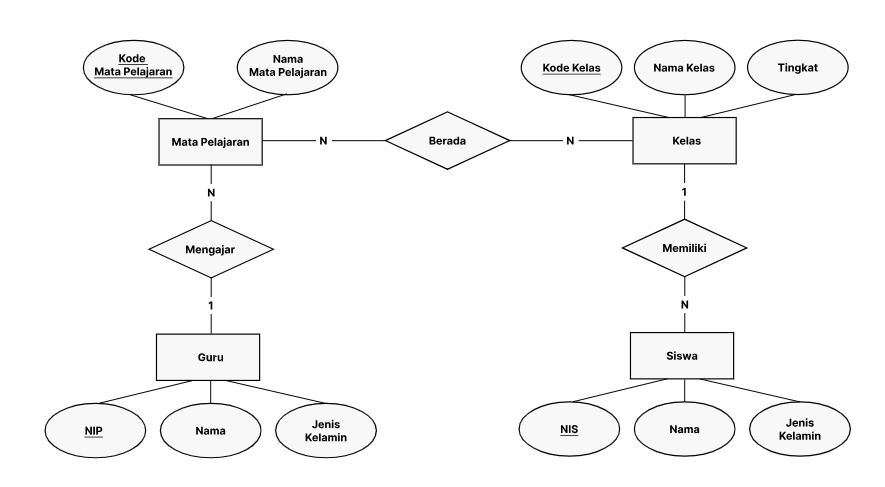 Kode
Mata Pelajaran
Nama
Mata Pelajaran
Kode Kelas
Nama Kelas
Tingkat
Mata Pelajaran
N
Berada
N
Kelas
N
1
Mengajar
Memiliki
1
N
Guru
Siswa
NIP
Nama
Jenis
Kelamin
NIS
Nama
Jenis
Kelamin